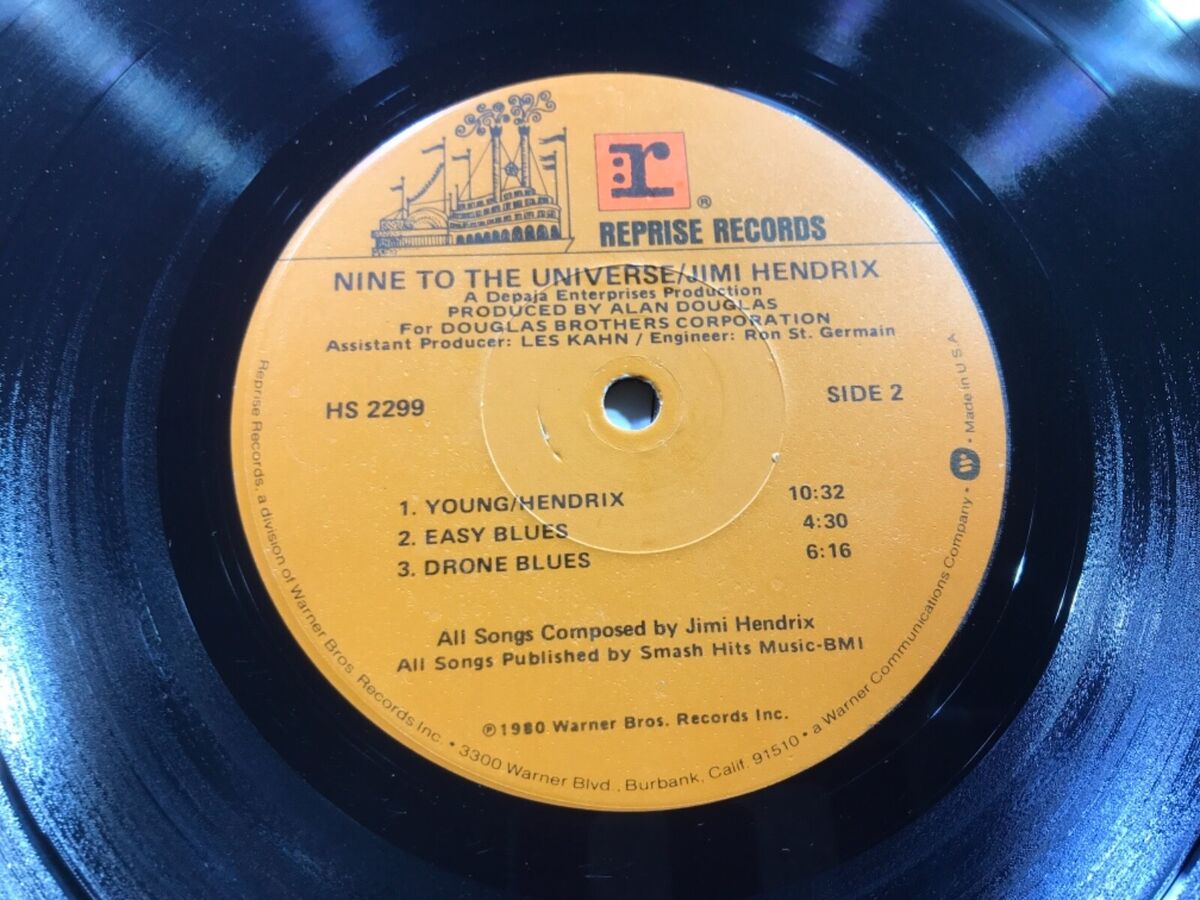 :r
®
REPRISE RECORDS
NINE TO THE UNIVERSE/JIMI HENDRIX
A Depaja Enterprises Production
PRODUCED BY ALAN DOUGLAS
For DOUGLAS BROTHERS CORPORATION
Assistant Producer: LES KAHN / Engineer: Ron St. Germain
HS 2299
SIDE 2
1. YOUNG/HENDRIX 10:32
2. EASY BLUES 4:30
3. DRONE BLUES 6:16
All Songs Composed by Jimi Hendrix
All Songs Published by Smash Hits Music-BMI
℗1980 Warner Bros. Records Inc.
Reprise Records, a division of Warner Bros. Records Inc. • 3300 Warner Blvd., Burbank, Calif. 91510 • a Warner Communications Company • W • Made in U.S.A.